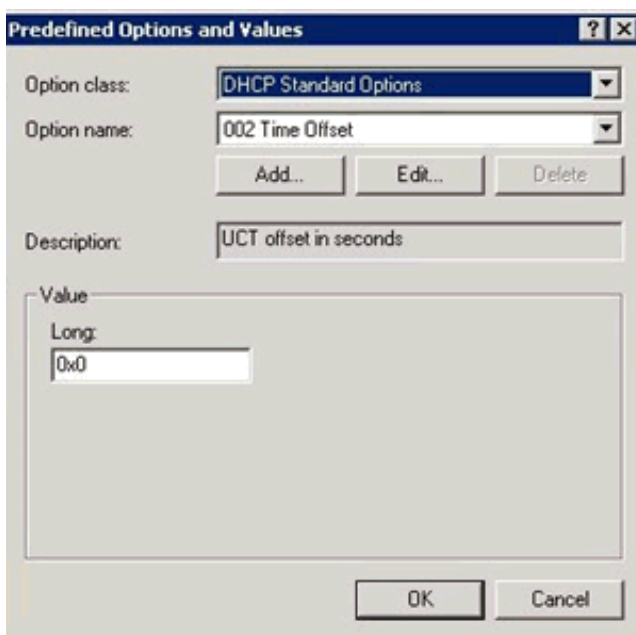 Predefined Options and Values
Option class: DHCP Standard Options
Option name: 002 Time Offset
Add... Edit... Delete
Description: UCT offset in seconds
Value
Long:
0x0
OK Cancel